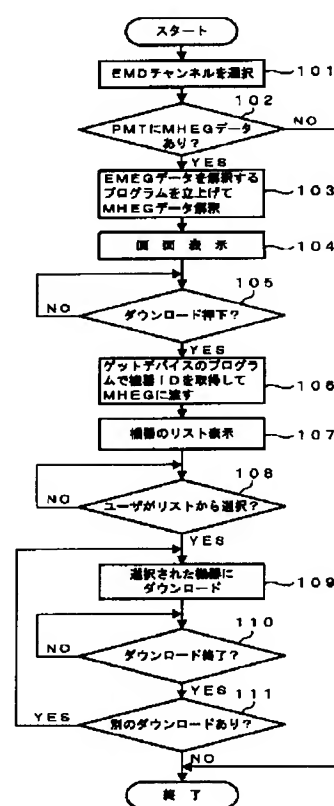 スタート
EMDチャンネルを選択
101
102
PMTにMHEGデータ
あり?
NO
YES
EMEGデータを解釈する
プログラムを立上げて
MHEGデータ解釈
103
画面表示
104
105
ダウンロード押下?
NO
YES
ゲットデバイスのプログラ
ムで機器IDを取得して
MHEGに渡す
106
機器のリスト表示
107
108
ユーザがリストから選択?
NO
YES
選択された機器に
ダウンロード
109
110
ダウンロード終了?
NO
YES
111
別のダウンロードあり?
YES
NO
終了